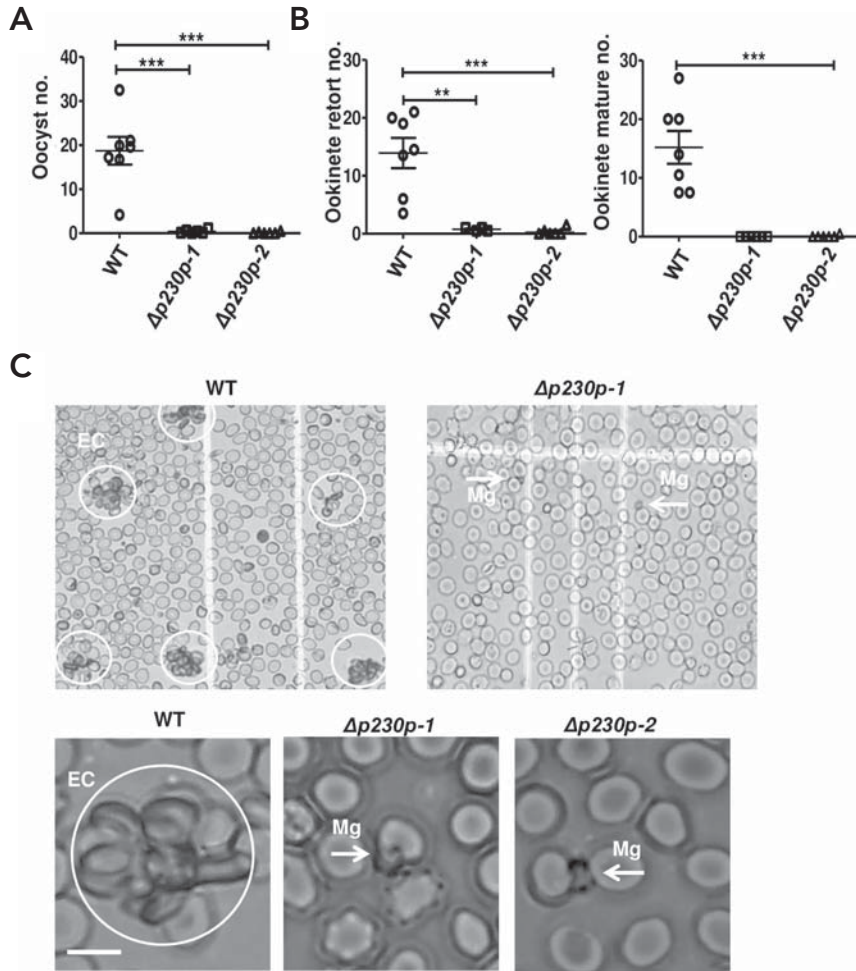 A
Oocyst no.
40
30
20
10
0
***
***
WT
Δp230p-1
Δp230p-2
B
Ookinete retort no.
30
20
10
0
***
**
WT
Δp230p-1
Δp230p-2
Ookinete mature no.
30
20
10
0
***
WT
Δp230p-1
Δp230p-2
C
WT
EC
Δp230p-1
Mg
Mg
WT
EC
Δp230p-1
Mg
Δp230p-2
Mg